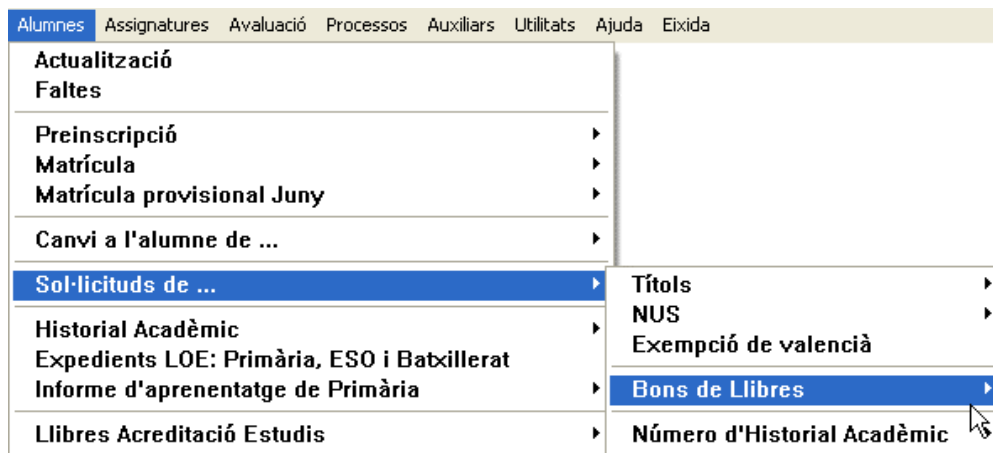 Alumnes Assignatures Avaluació Processos Auxiliars Utilitats Ajuda Eixida
Actualització
Faltes
Preinscripció
Matrícula
Matrícula provisional Juny
Canvi a l'alumne de ...
Sol·licituds de ...
Historial Acadèmic
Expedients LOE: Primària, ESO i Batxillerat
Informe d'aprenentatge de Primària
Llibres Acreditació Estudis
Títols
NUS
Exempció de valencià
Bons de Llibres
Número d'Historial Acadèmic